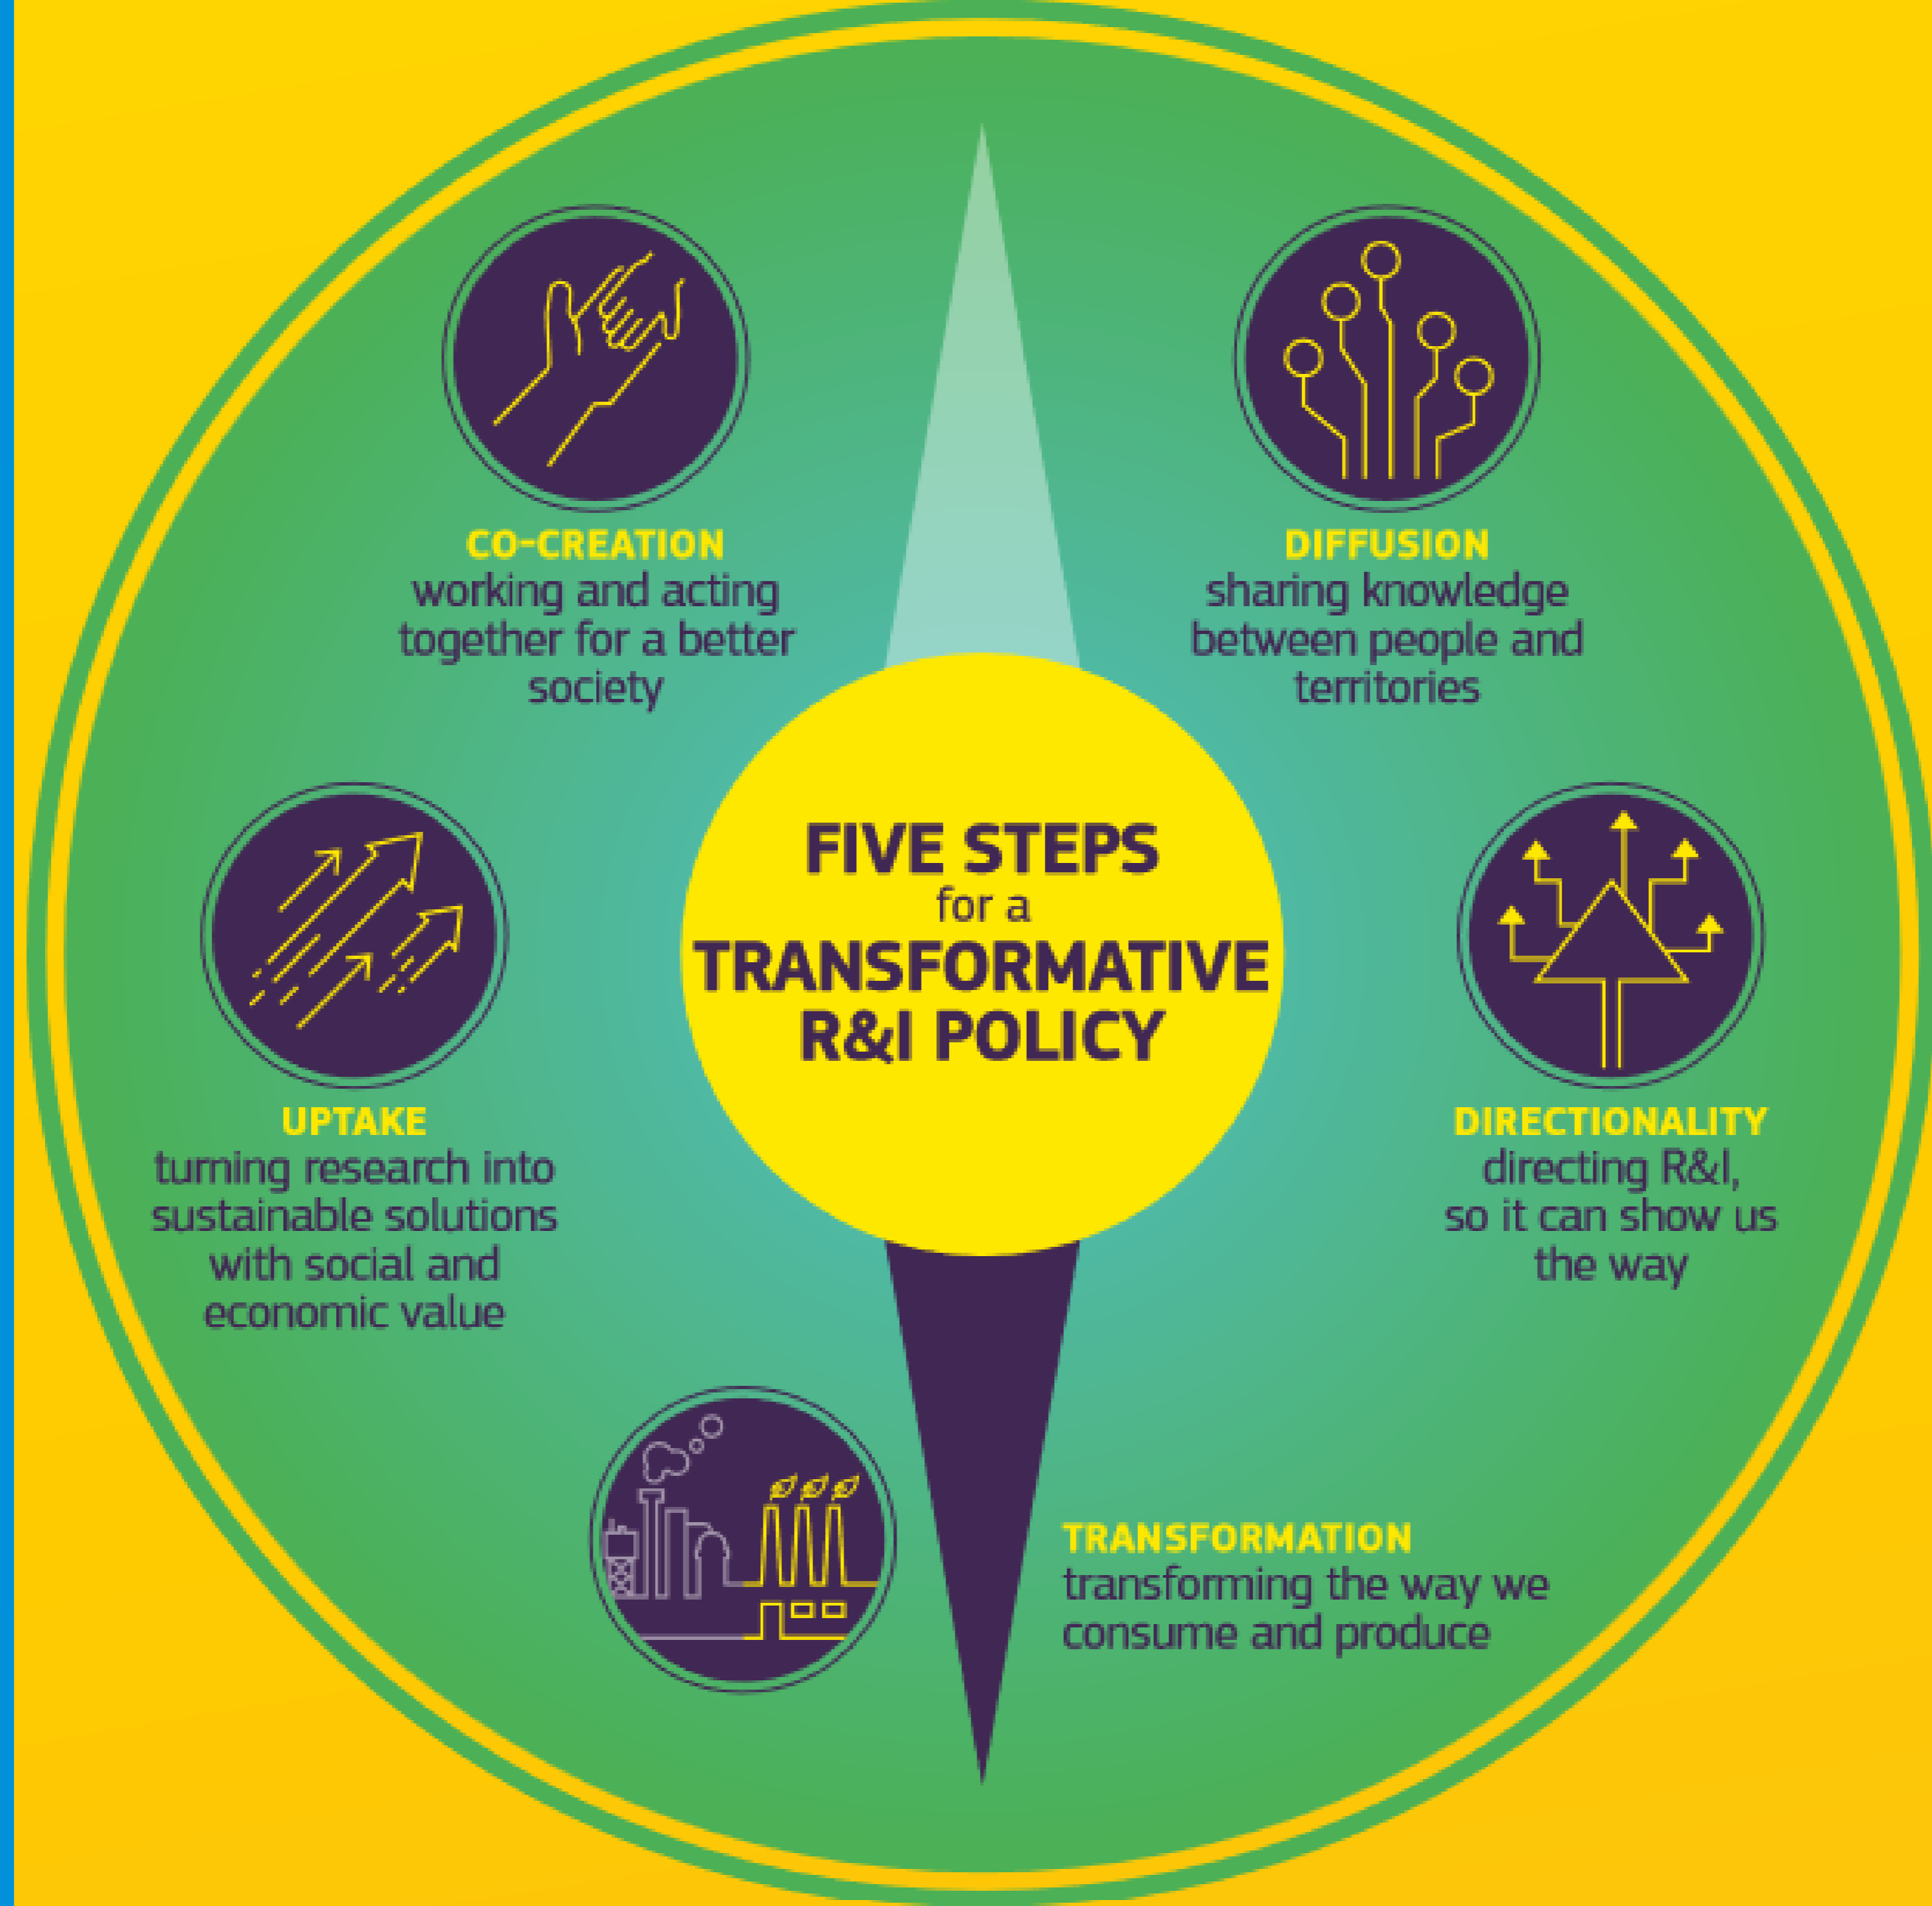 CO-CREATION
working and acting
together for a better
society
DIFFUSION
sharing knowledge
between people and
territories
FIVE STEPS
for a
TRANSFORMATIVE
R&I POLICY
UPTAKE
turning research into
sustainable solutions
with social and
economic value
DIRECTIONALITY
directing R&I,
so it can show us
the way
TRANSFORMATION
transforming the way we
consume and produce